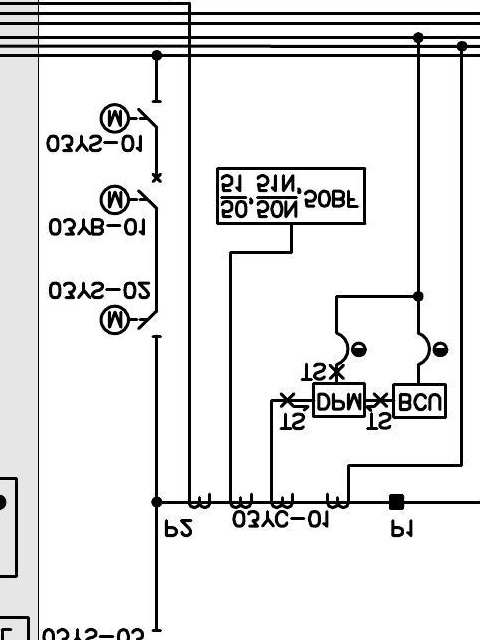 M
03YS-01
51 51N,
M
50, 50N 50BF
03YB-01
03YS-02
M
TS
DPM
BCU
TS
TS
03YC-01
P2
P1
03YS-03